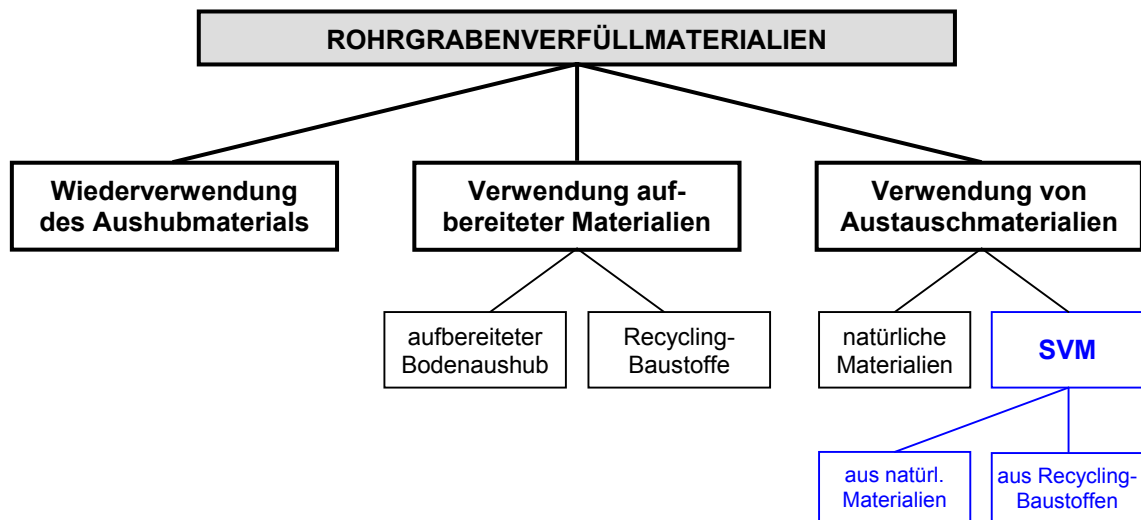 ROHRGRABENVERFÜLLMATERIALIEN
Wiederverwendung
des Aushubmaterials
Verwendung auf-
bereiteter Materialien
Verwendung von
Austauschmaterialien
aufbereiteter
Bodenaushub
Recycling-
Baustoffe
natürliche
Materialien
SVM
aus natürl.
Materialien
aus Recycling-
Baustoffen